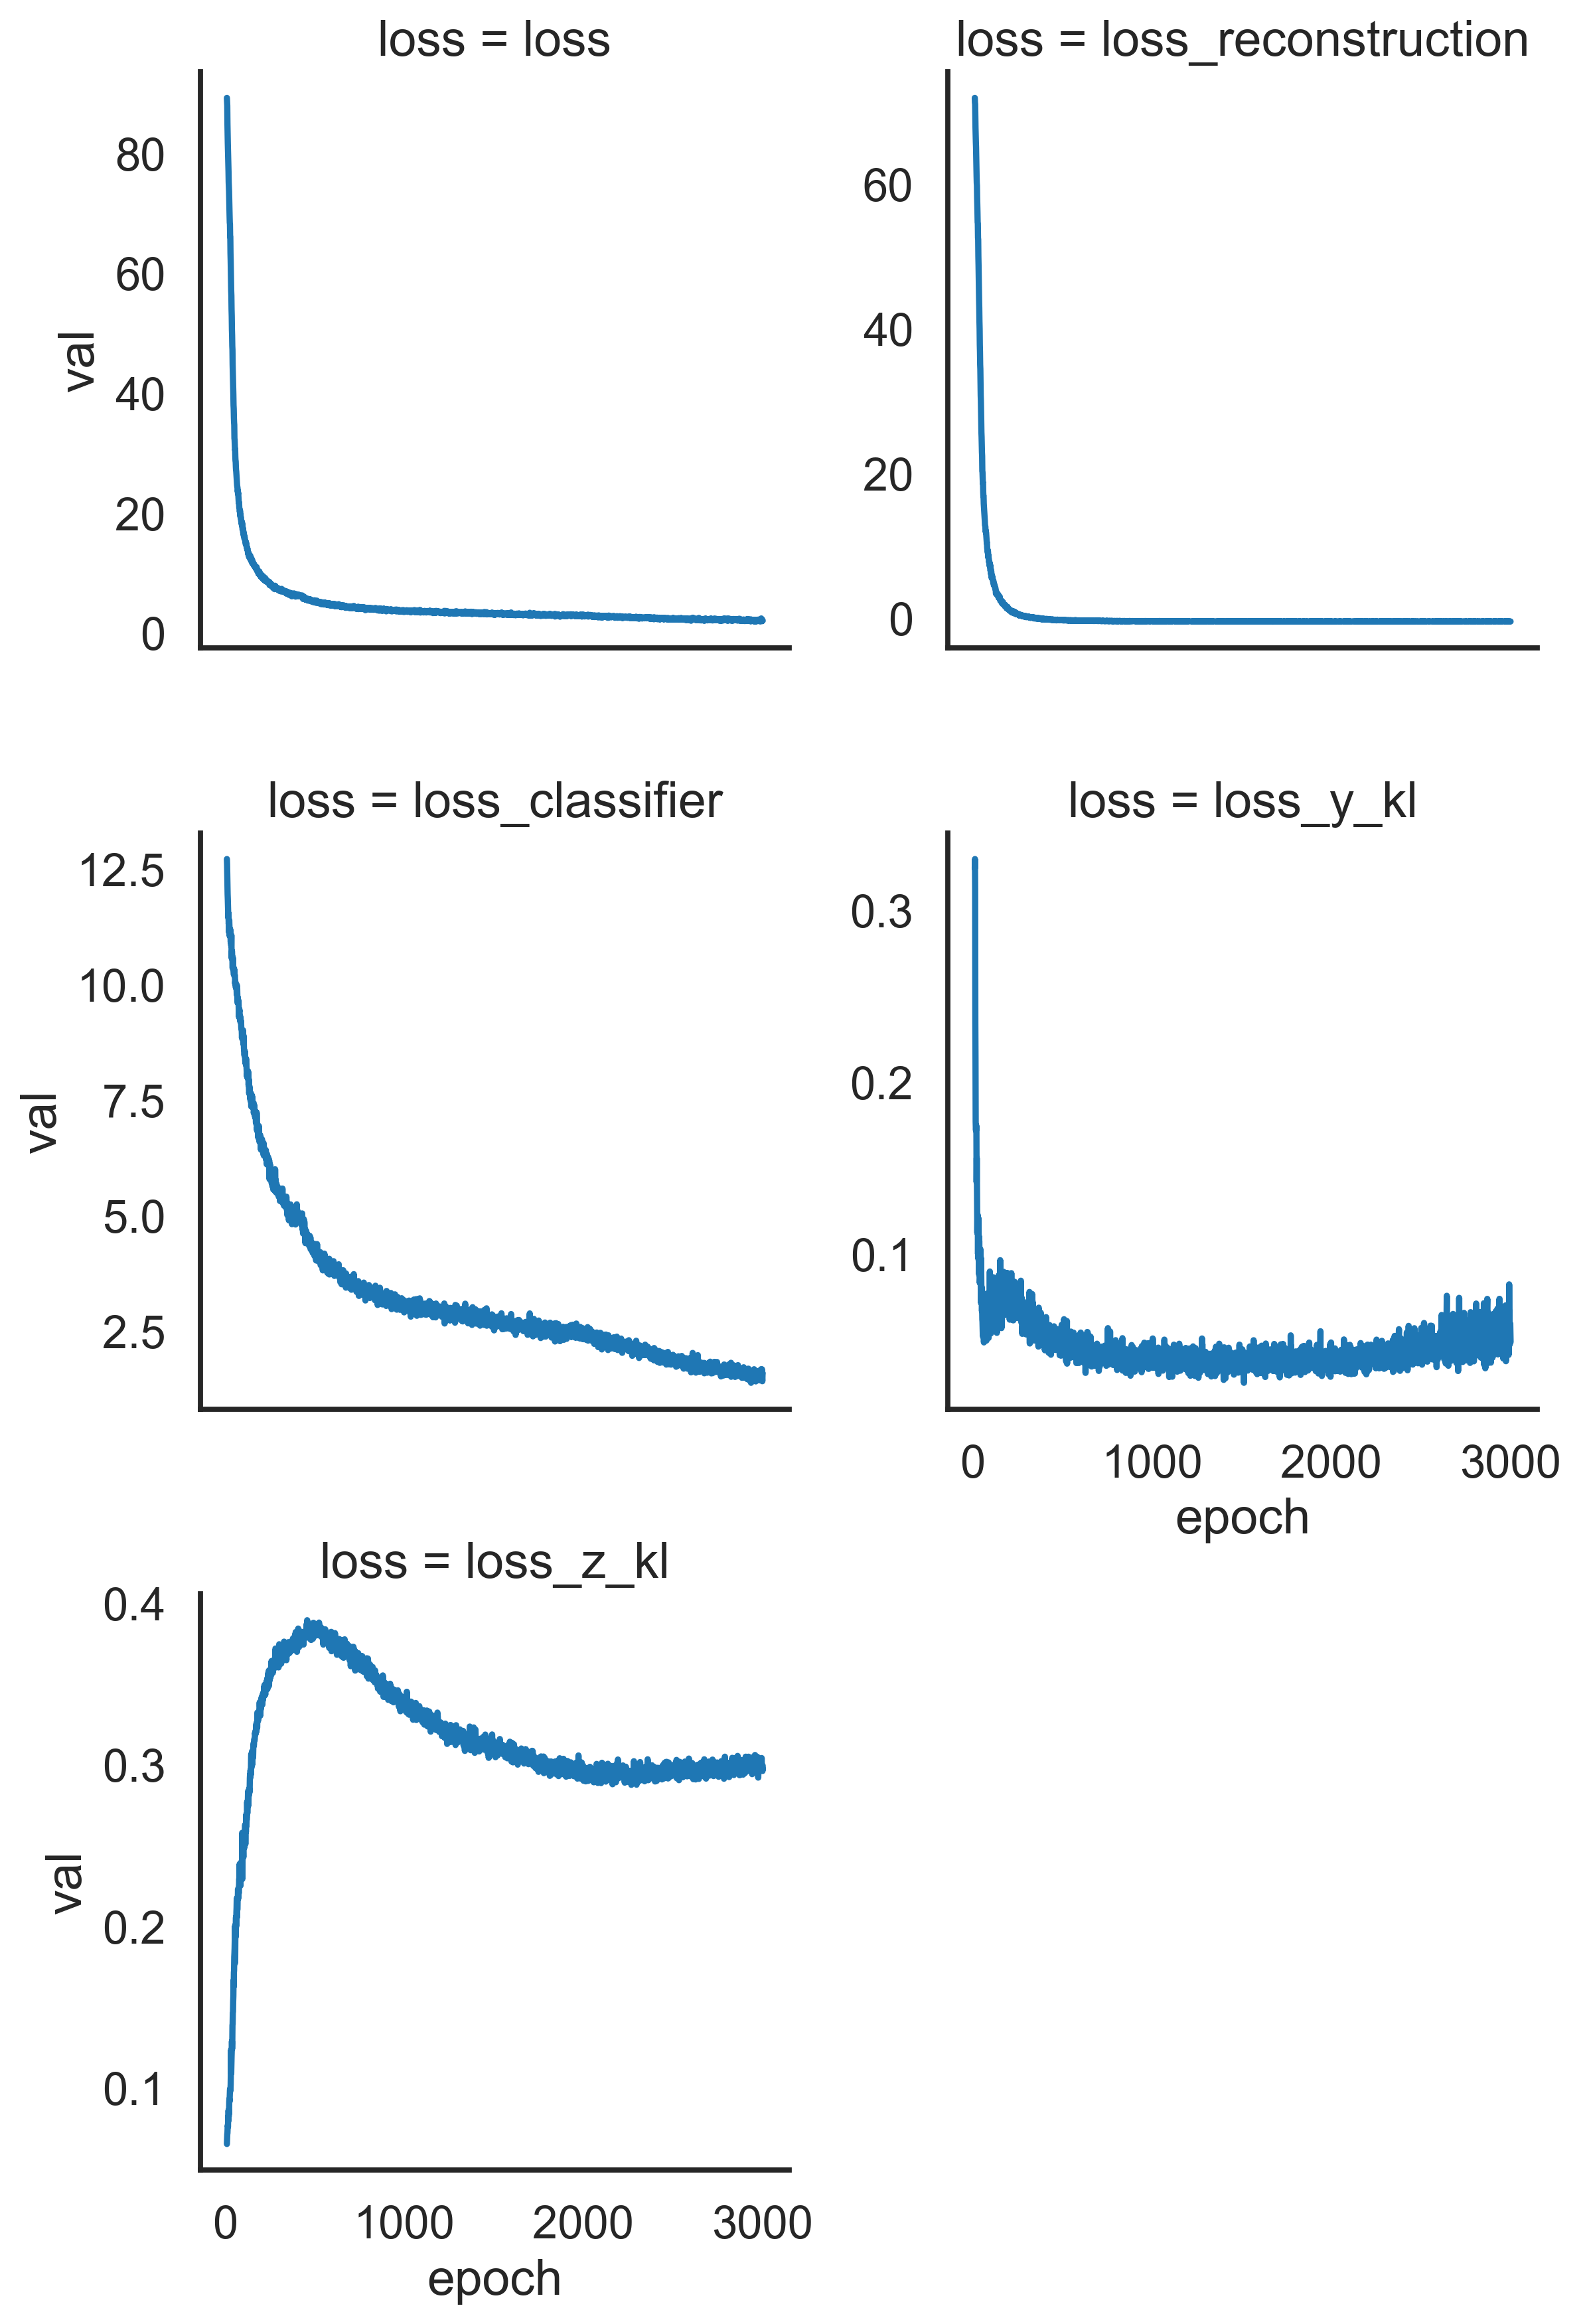 loss = loss
80
60
40
20
0
val
loss = loss_reconstruction
60
40
20
0
loss = loss_classifier
12.5
10.0
7.5
5.0
2.5
val
loss = loss_y_kl
0.3
0.2
0.1
0 1000 2000 3000
epoch
loss = loss_z_kl
0.4
0.3
0.2
0.1
val
0 1000 2000 3000
epoch